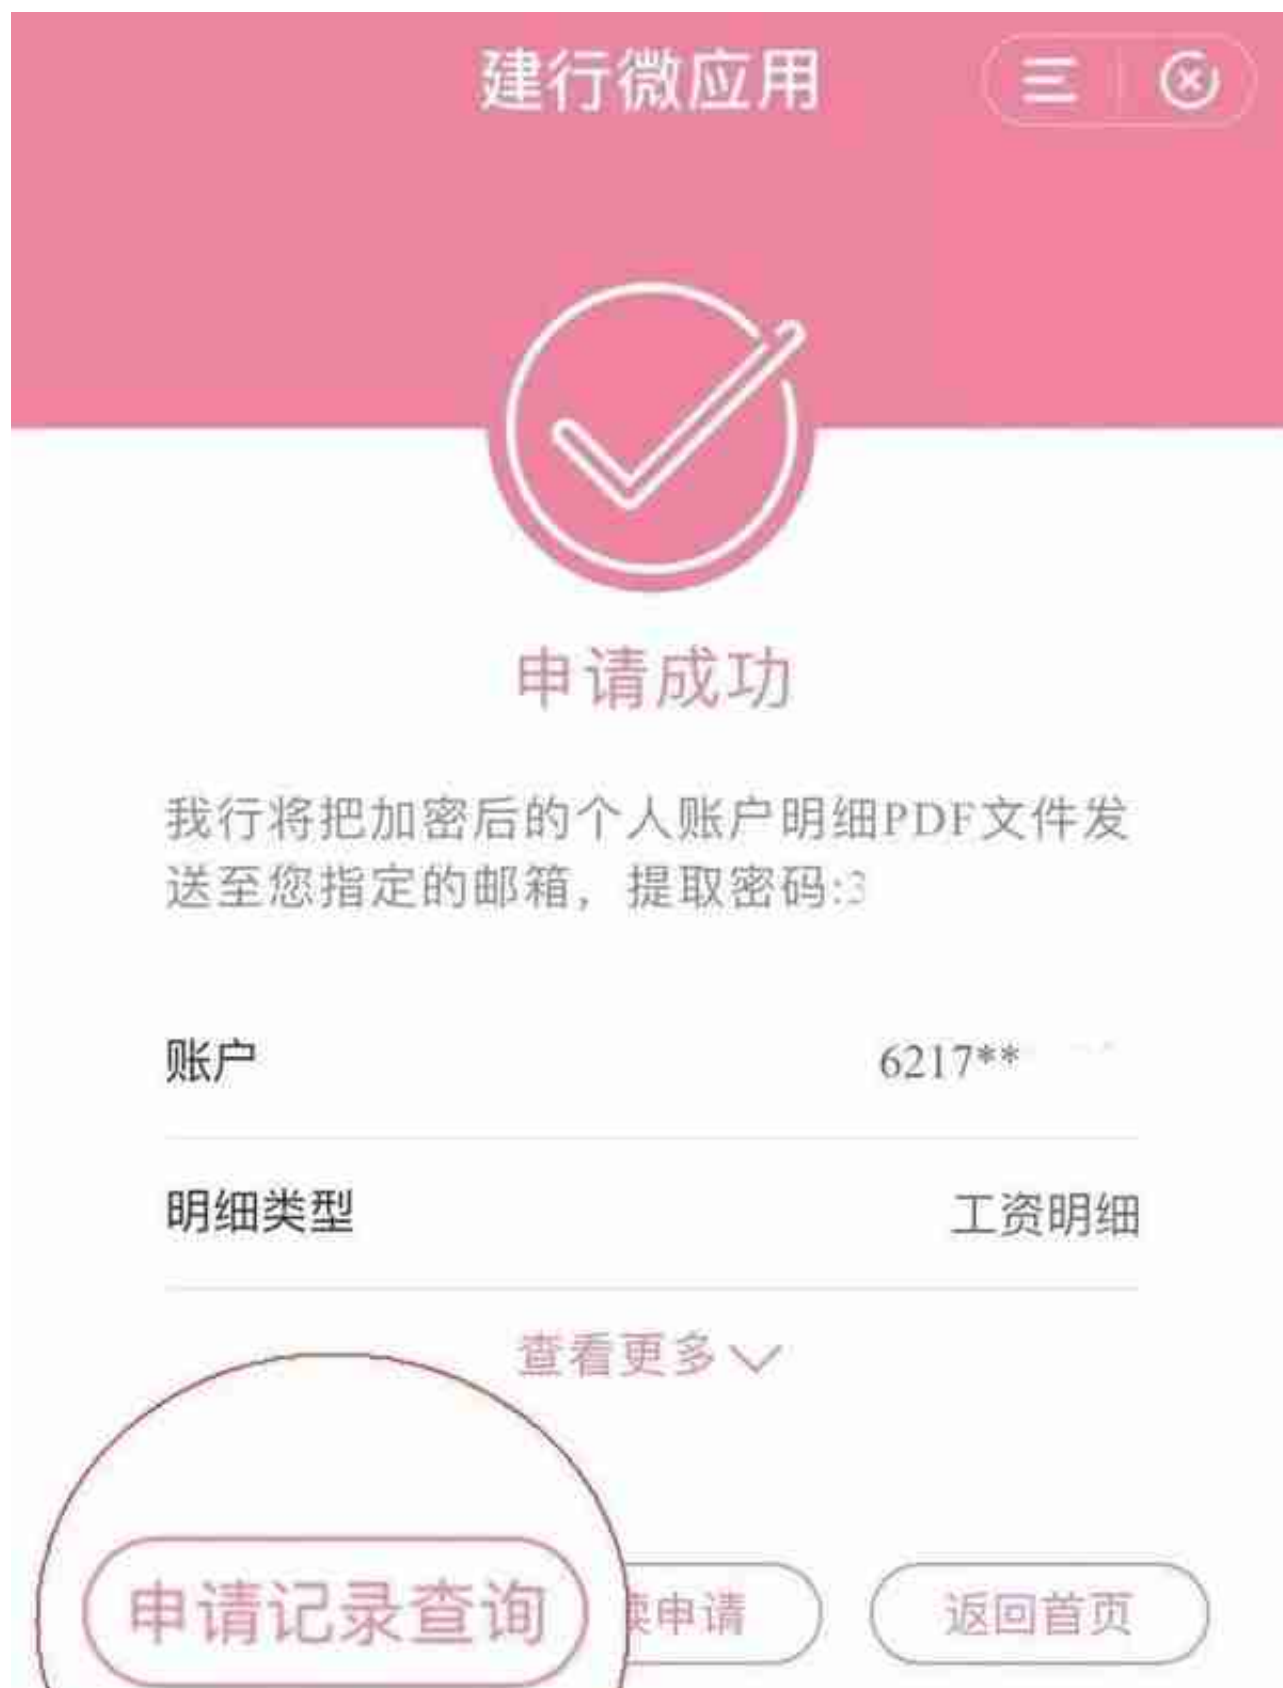 建行微应用
申请成功
我行将把加密后的个人账户明细PDF文件发
送至您指定的邮箱，提取密码:3
账户 6217**
明细类型 工资明细
查看更多
申请记录查询 续申请 返回首页